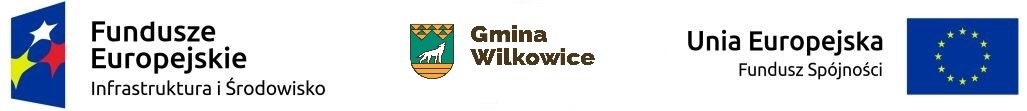 Fundusze
Europejskie
Infrastruktura i Środowisko
Gmina
Wilkowice
Unia Europejska
Fundusz Spójności